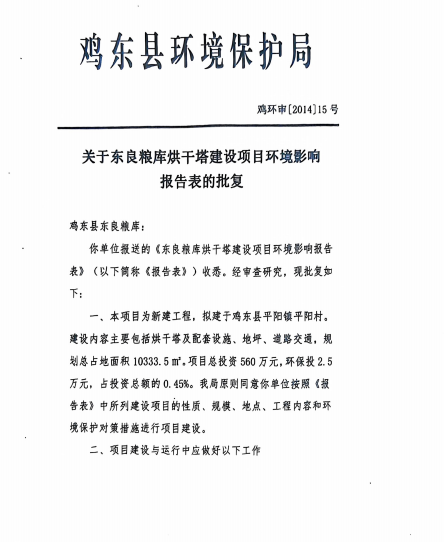 鸡东县环境保护局
鸡环审[2014]15号
关于东良粮库烘干塔建设项目环境影响
报告表的批复
鸡东县东良粮库：
你单位报送的《东良粮库烘干塔建设项目环境影响报告
表》（以下简称《报告表》）收悉。经审查研究，现批复如
下：
一、本项目为新建工程，拟建于鸡东县平阳镇平阳村。
建设内容主要包括烘干塔及配套设施、地坪、道路交通，规
划总占地面积 10333.5 ㎡。项目总投资 560 万元，环保投 2.5
万元，占投资总额的 0.45%。我局原则同意你单位按照《报
告表》中所列建设项目的性质、规模、地点、工程内容和环
境保护对策措施进行项目建设。
二、项目建设与运行中应做好以下工作